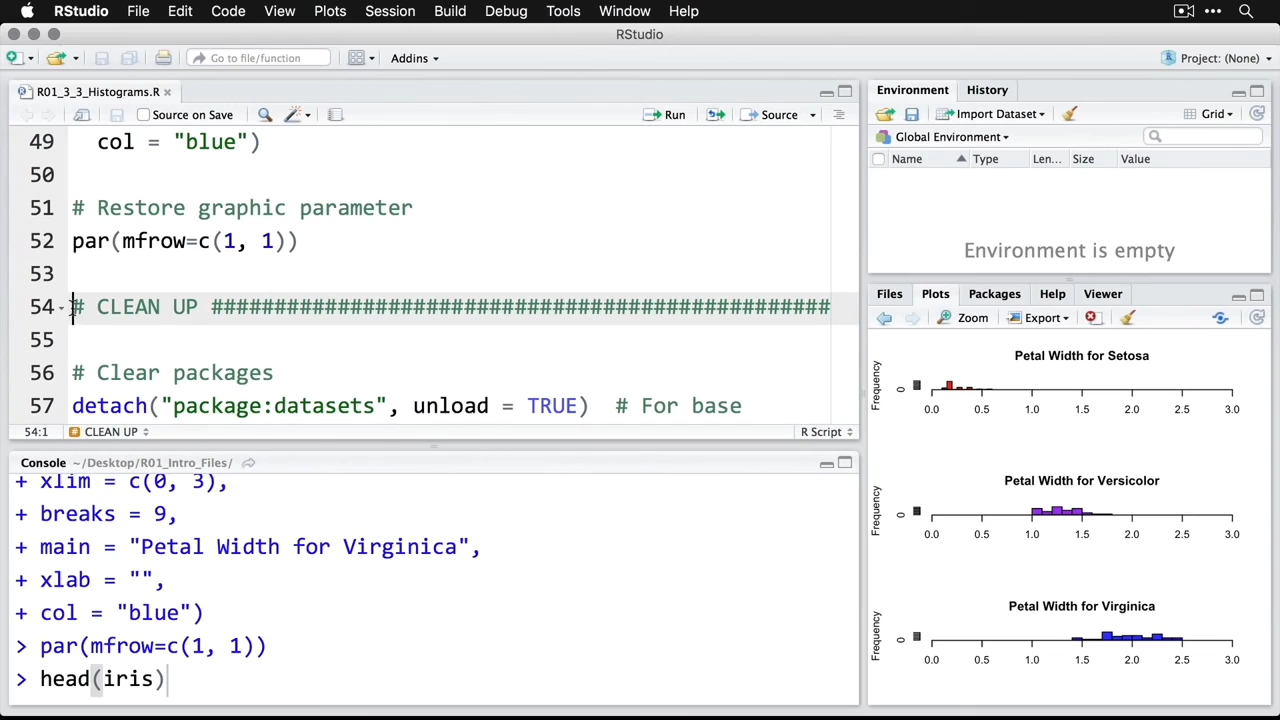 RStudio File Edit Code View Plots Session Build Debug Tools Window Help
RStudio
Go to file/function Addins Project: (None)
R01_3_3_Histograms.R
Source on Save Run Source
49 col = "blue")
50
51 # Restore graphic parameter
52 par(mfrow=c(1, 1))
53
54 # CLEAN UP #################################################
55
56 # Clear packages
57 detach("package:datasets", unload = TRUE) # For base
54:1 CLEAN UP R Script
Console ~/Desktop/R01_Intro_Files/
+ xlim = c(0, 3),
+ breaks = 9,
+ main = "Petal Width for Virginica",
+ xlab = "",
+ col = "blue")
> par(mfrow=c(1, 1))
> head(iris)
Environment History
Import Dataset Grid
Global Environment
Name Type Len... Size Value
Environment is empty
Files Plots Packages Help Viewer
Zoom Export
Petal Width for Setosa
Frequency
0
0.0 0.5 1.0 1.5 2.0 2.5 3.0
Petal Width for Versicolor
Frequency
0
0.0 0.5 1.0 1.5 2.0 2.5 3.0
Petal Width for Virginica
Frequency
0
0.0 0.5 1.0 1.5 2.0 2.5 3.0